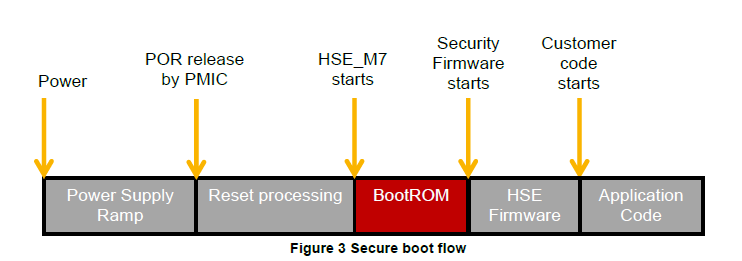 Power
POR release
by PMIC
HSE_M7
starts
Security
Firmware
starts
Customer
code
starts
Power Supply
Ramp
Reset processing
BootROM
HSE
Firmware
Application
Code
Figure 3 Secure boot flow